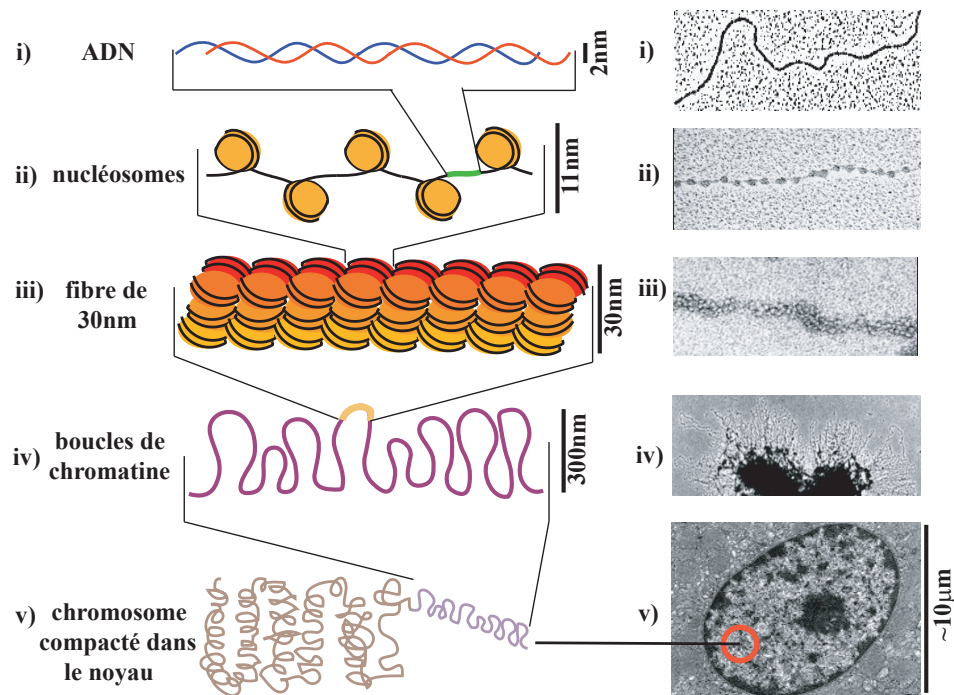 i) ADN 2nm i)
ii) nucléosomes 11nm ii)
iii) fibre de 30nm iii)
30nm
iv) boucles de 300nm iv)
chromatine
v) chromosome v) ~10µm
compacté dans
le noyau